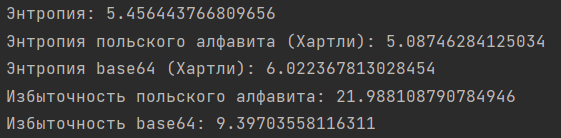 Энтропия: 5.456443766809656
Энтропия польского алфавита (Хартли): 5.08746284125034
Энтропия base64 (Хартли): 6.022367813028454
Избыточность польского алфавита: 21.988108790784946
Избыточность base64: 9.39703558116311